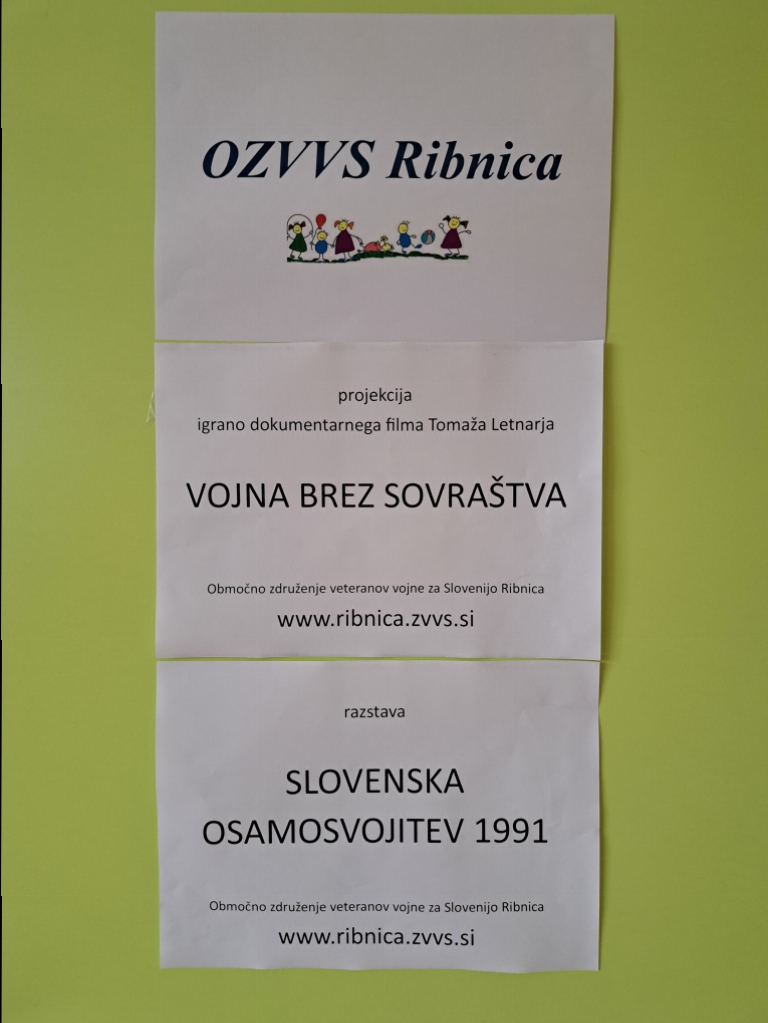 OZVVS Ribnica
projekcija
igrano dokumentarnega filma Tomaža Letnarja
VOJNA BREZ SOVRAŠTVA
Območno združenje veteranov vojne za Slovenijo Ribnica
www.ribnica.zvvs.si
razstava
SLOVENSKA
OSAMOSVOJITEV 1991
Območno združenje veteranov vojne za Slovenijo Ribnica
www.ribnica.zvvs.si